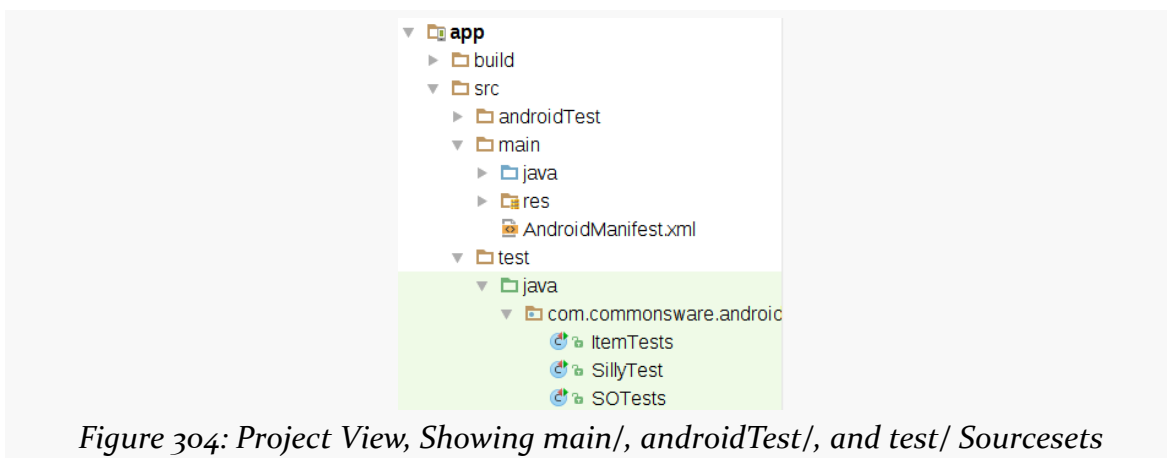 app
build
src
androidTest
main
java
res
AndroidManifest.xml
test
java
com.commonsware.android
ItemTests
SillyTest
SOTests
Figure 304: Project View, Showing main/, androidTest/, and test/ Sourcesets